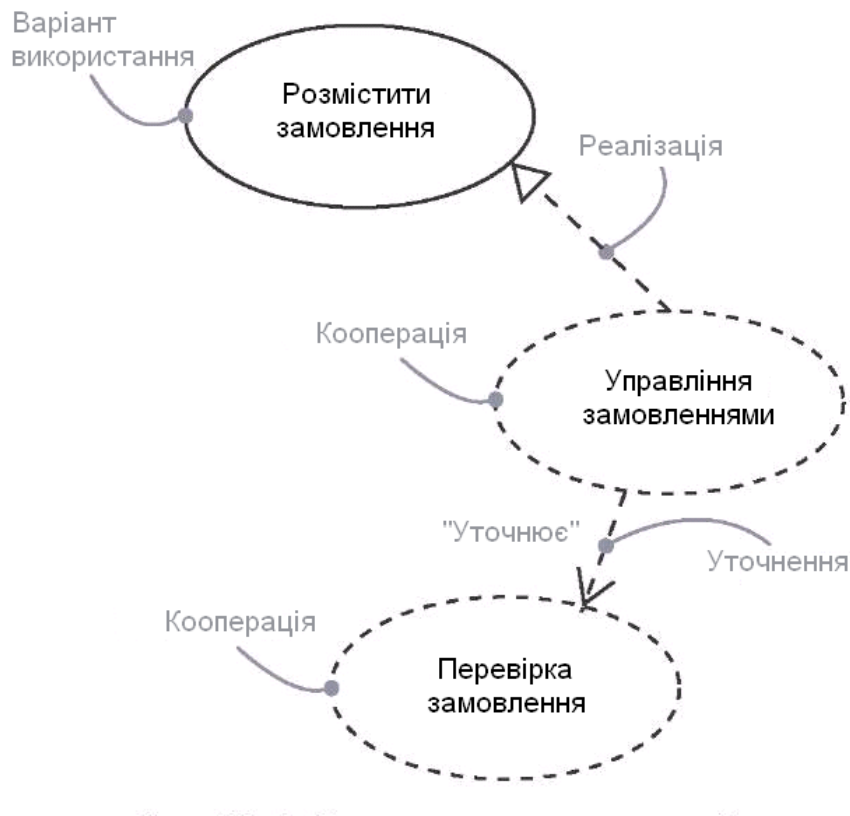 Варіант
використання
Розмістити
замовлення
Реалізація
Кооперація
Управління
замовленнями
"Уточнює"
Уточнення
Кооперація
Перевірка
замовлення